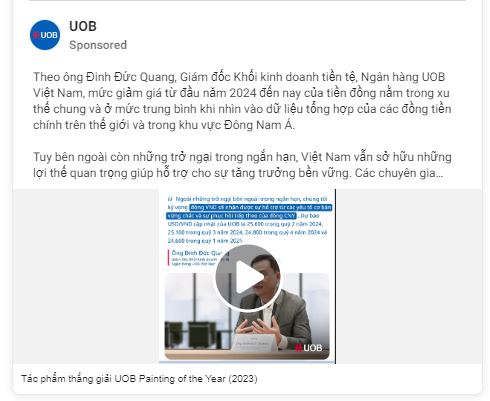 UOB
UOB
Sponsored
Theo ông Đinh Đức Quang, Giám đốc Khối kinh doanh tiền tệ, Ngân hàng UOB
Việt Nam, mức giảm giá từ đầu năm 2024 đến nay của tiền đồng nằm trong xu
thế chung và ở mức trung bình khi nhìn vào dữ liệu tổng hợp của các đồng tiền
chính trên thế giới và trong khu vực Đông Nam Á.
Tuy bên ngoài còn những trở ngại trong ngắn hạn, Việt Nam vẫn sở hữu những
lợi thế quan trọng giúp hỗ trợ cho sự tăng trưởng bền vững. Các chuyên gia...
Ngoài những trở ngại bên ngoài trong ngắn hạn, chúng tôi
kỳ vọng đồng VND sẽ nhận được sự hỗ trợ từ các yếu tố cơ bản
vững chắc và sự phục hồi tiếp theo của đồng CNY. Dự báo
USD/VND cập nhật của UOB là 25.600 trong quý 2 năm 2024,
25.100 trong quý 3 năm 2024, 24.800 trong quý 4 năm 2024 và
24.600 trong quý 1 năm 2025.
Ông Đinh Đức Quang
UOB
Tác phẩm thắng giải UOB Painting of the Year (2023)